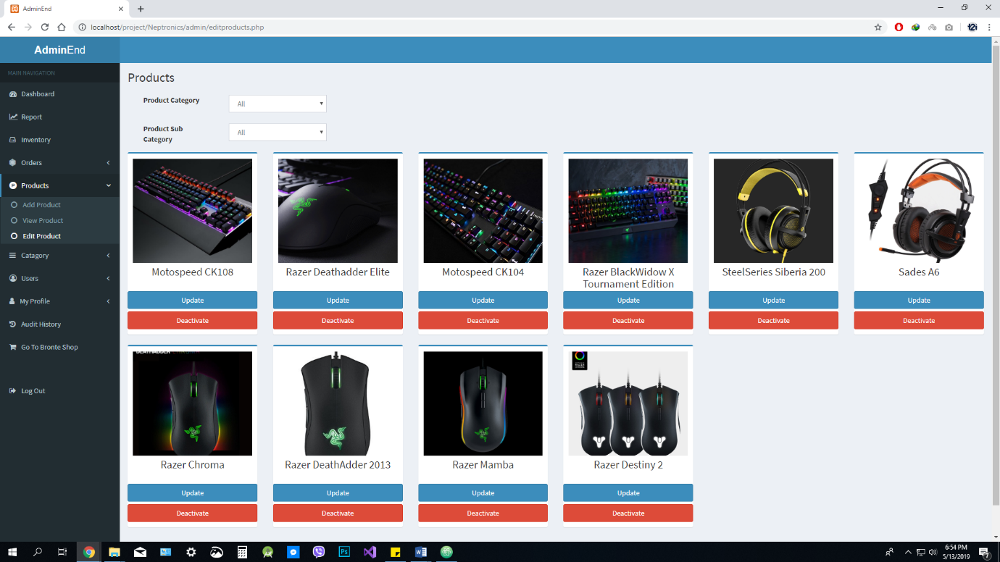 AdminEnd
localhost/project/Neptronics/admin/editproducts.php
AdminEnd
MAIN NAVIGATION
Dashboard
Report
Inventory
Orders
Products
Add Product
View Product
Edit Product
Catagory
Users
My Profile
Audit History
Go To Bronte Shop
Log Out
Products
Product Category
All
Product Sub
Category
All
Motospeed CK108
Update
Deactivate
Razer Deathadder Elite
Update
Deactivate
Motospeed CK104
Update
Deactivate
Razer BlackWidow X
Tournament Edition
Update
Deactivate
SteelSeries Siberia 200
Update
Deactivate
Sades A6
Update
Deactivate
Razer Chroma
Update
Deactivate
Razer DeathAdder 2013
Update
Deactivate
Razer Mamba
Update
Deactivate
Razer Destiny 2
Update
Deactivate
6:54 PM
5/13/2019